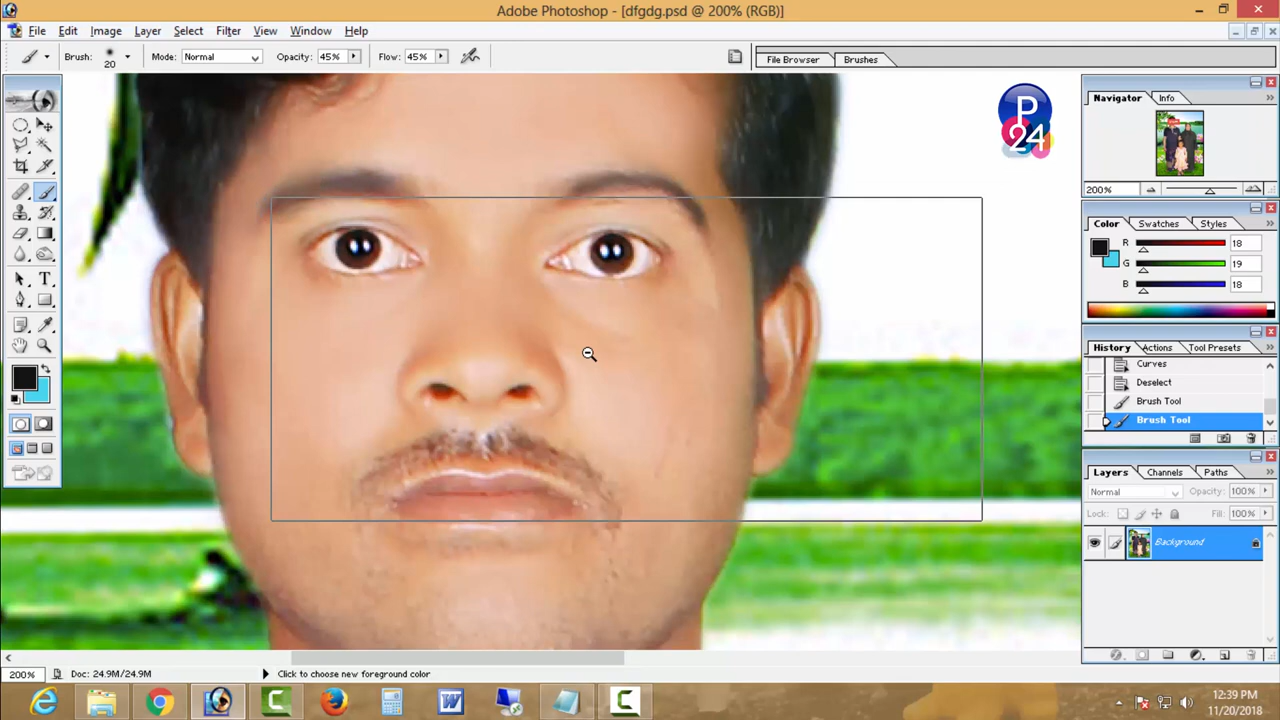 Adobe Photoshop - [dfgdg.psd @ 200% (RGB)]
File Edit Image Layer Select Filter View Window Help
Brush: 20 Mode: Normal Opacity: 45% Flow: 45% File Browser Brushes
P
24
Navigator Info
200%
Color Swatches Styles
R 18
G 19
B 18
History Actions Tool Presets
Curves
Deselect
Brush Tool
Brush Tool
Layers Channels Paths
Normal Opacity: 100%
Lock: Fill: 100%
Background
200% Doc: 24.9M/24.9M Click to choose new foreground color
12:39 PM
11/20/2018